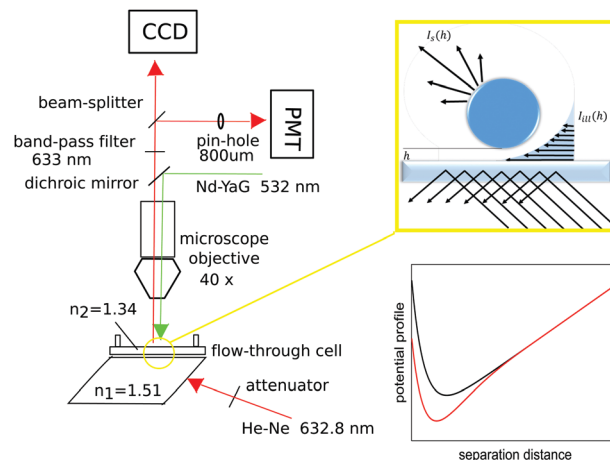 CCD
beam-splitter
band-pass filter
633 nm
dichroic mirror
pin-hole
800um
PMT
Nd-YaG 532 nm
microscope
objective
40 x
n2=1.34
flow-through cell
n1=1.51
attenuator
He-Ne 632.8 nm
Is(h)
Iill(h)
h
potential profile
separation distance